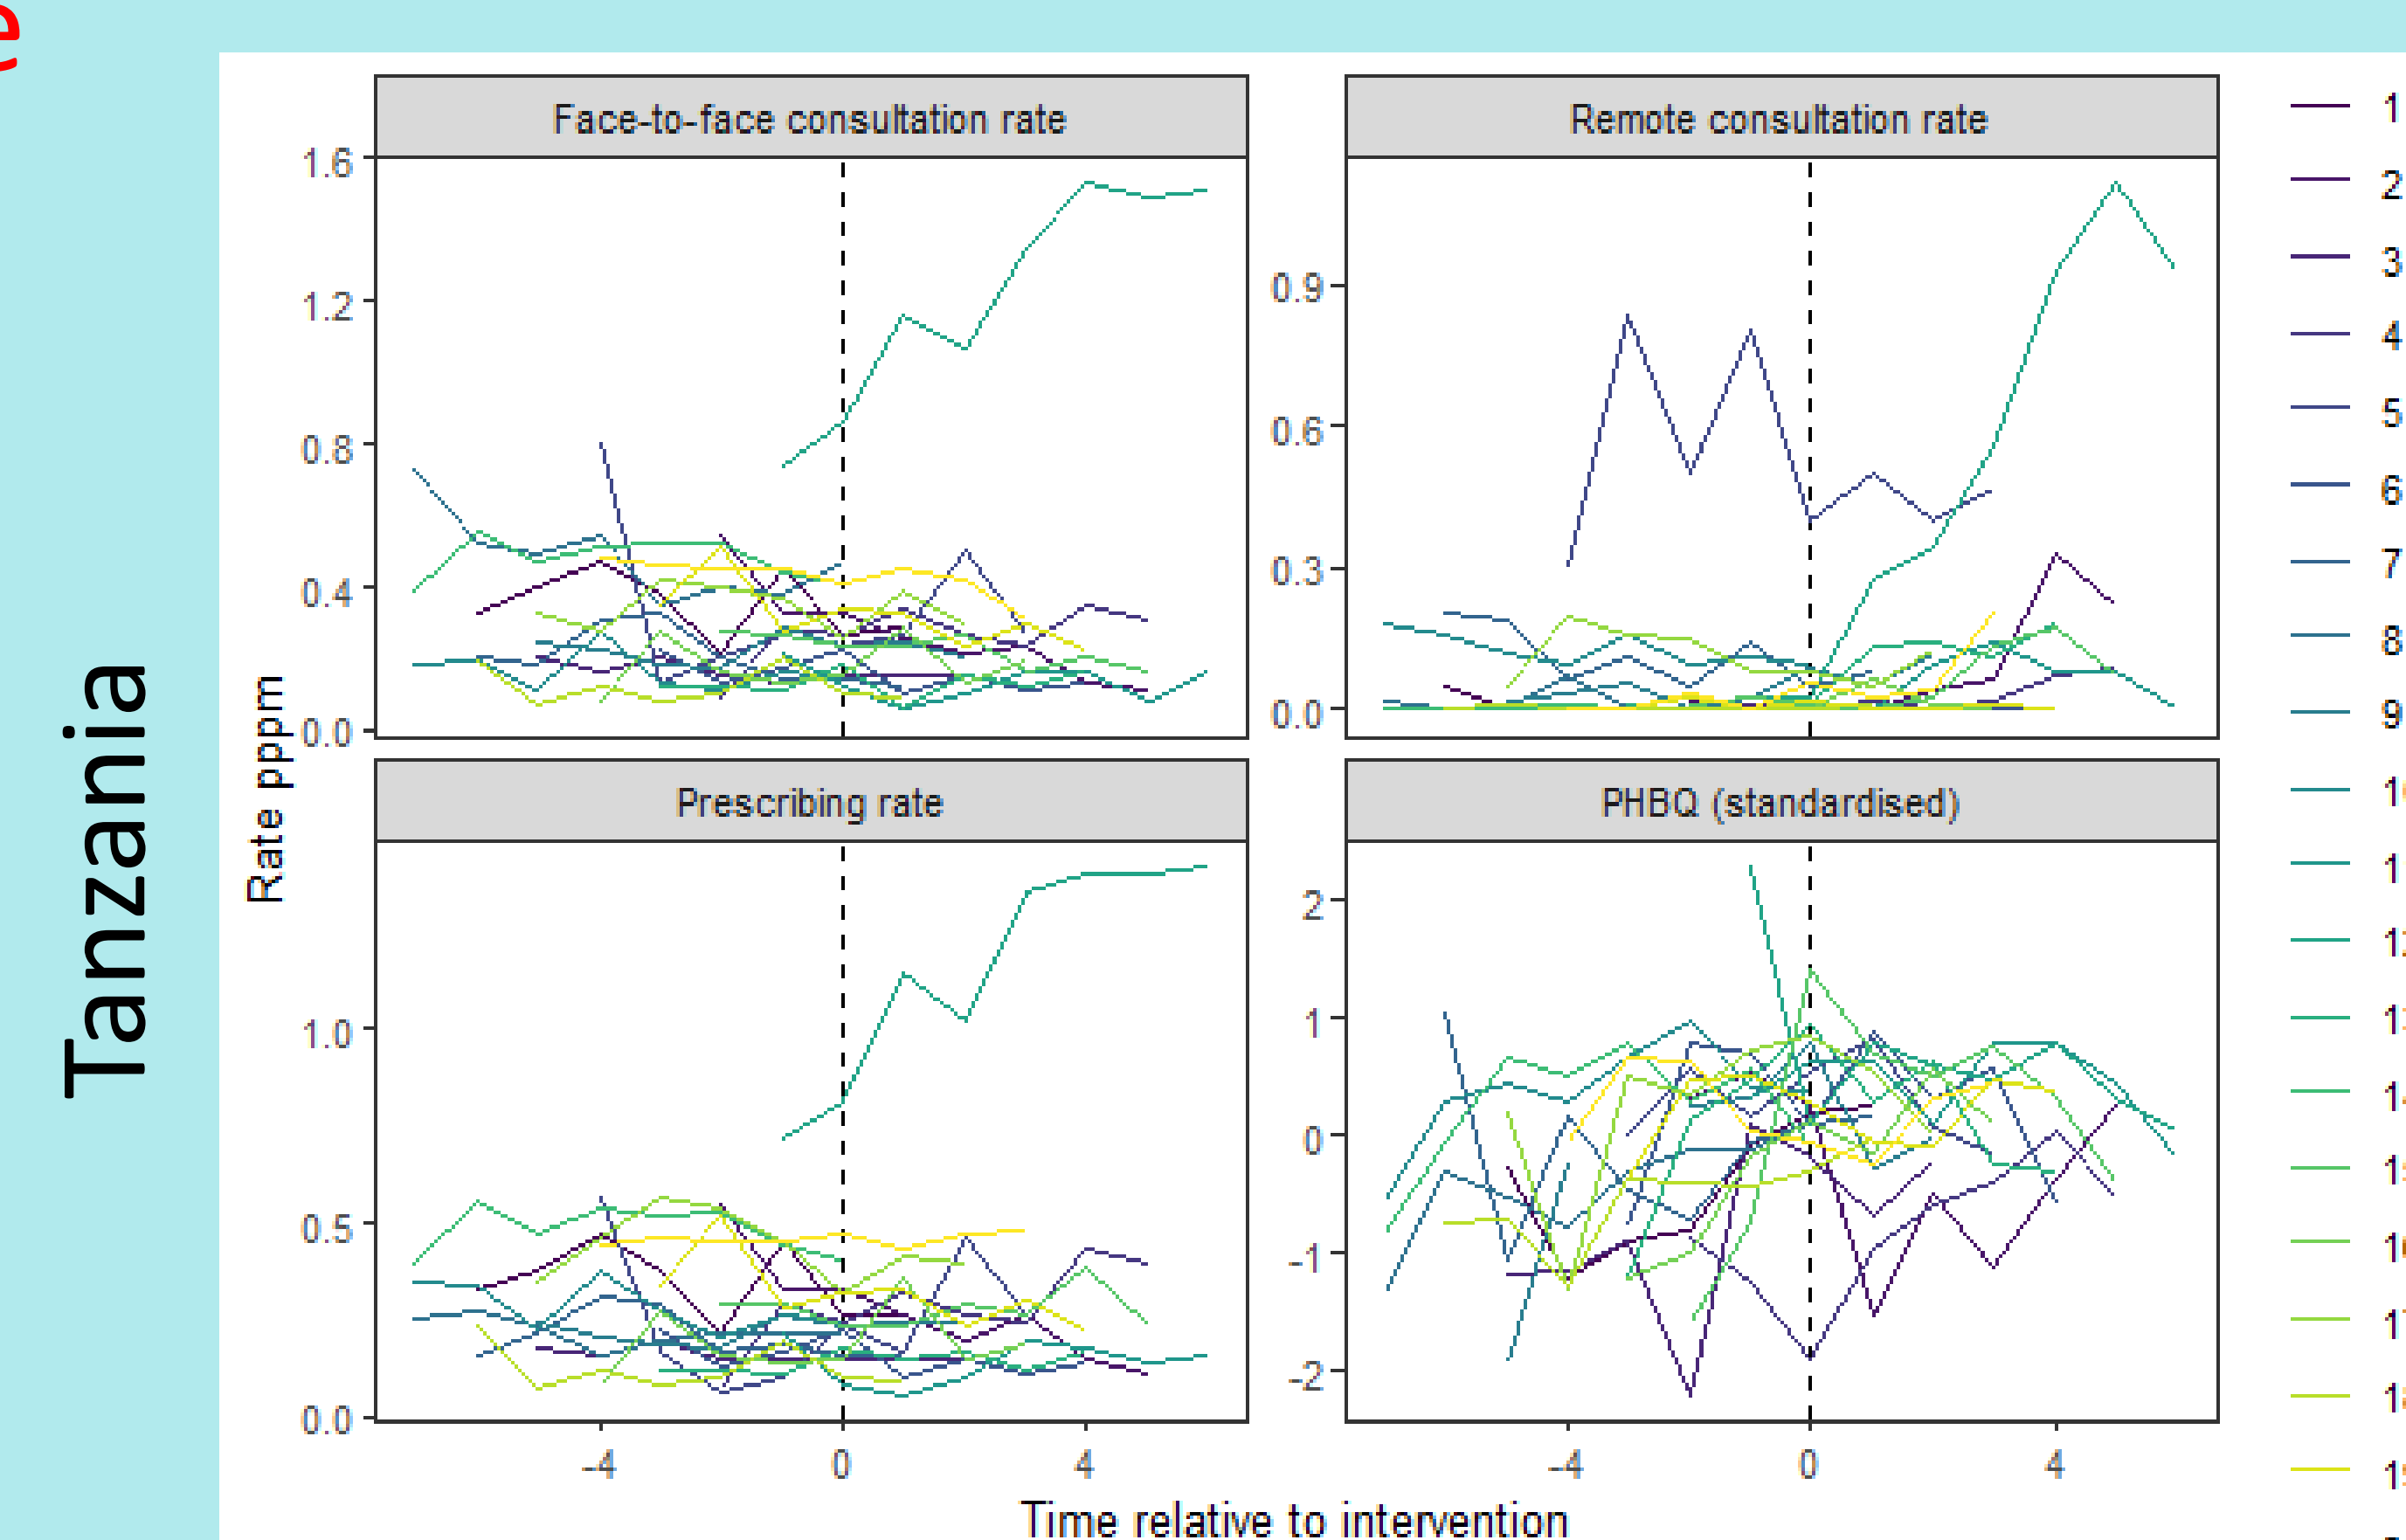 e
Tanzania
Face-to-face consultation rate
Remote consultation rate
1.6
1.2
0.8
0.4
0.0
0.9
0.6
0.3
0.0
Rate pppm
Prescribing rate
PHBQ (standardised)
1.0
0.5
0.0
2
1
0
-1
-2
-4 0 4
-4 0 4
Time relative to intervention
1
2
3
4
5
6
7
8
9